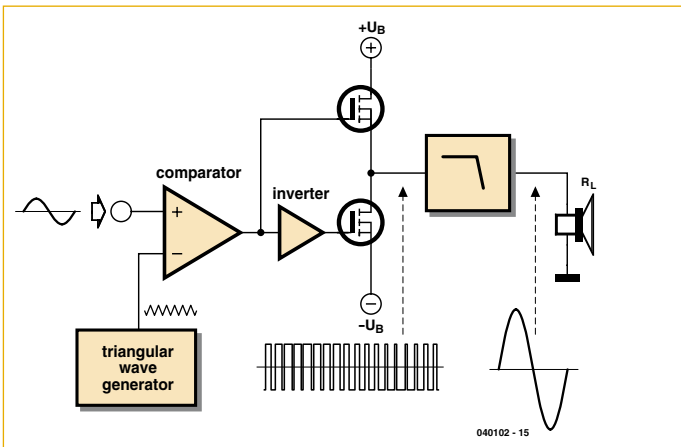 +UB
comparator
inverter
RL
+
−
+
−
−UB
triangular
wave
generator
040102 - 15